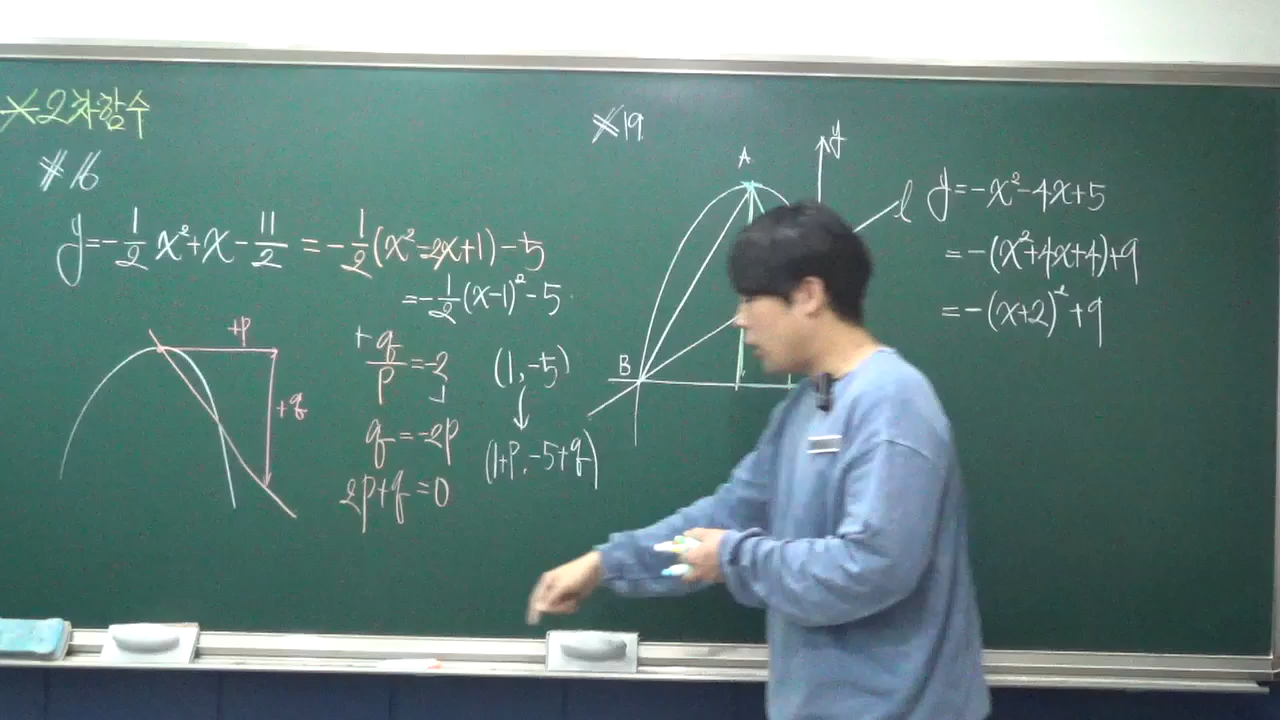 ※2차함수
#16
y=-1/2x²+x-11/2=-1/2(x²-2x+1)-5
=-1/2(x-1)²-5
+p
+q
+q/p=-2
q=-2p
2p+q=0
(1,-5)
(1+p,-5+q)
※19.
A
y
B
l
y=-x²-4x+5
=-(x²+4x+4)+9
=-(x+2)²+9